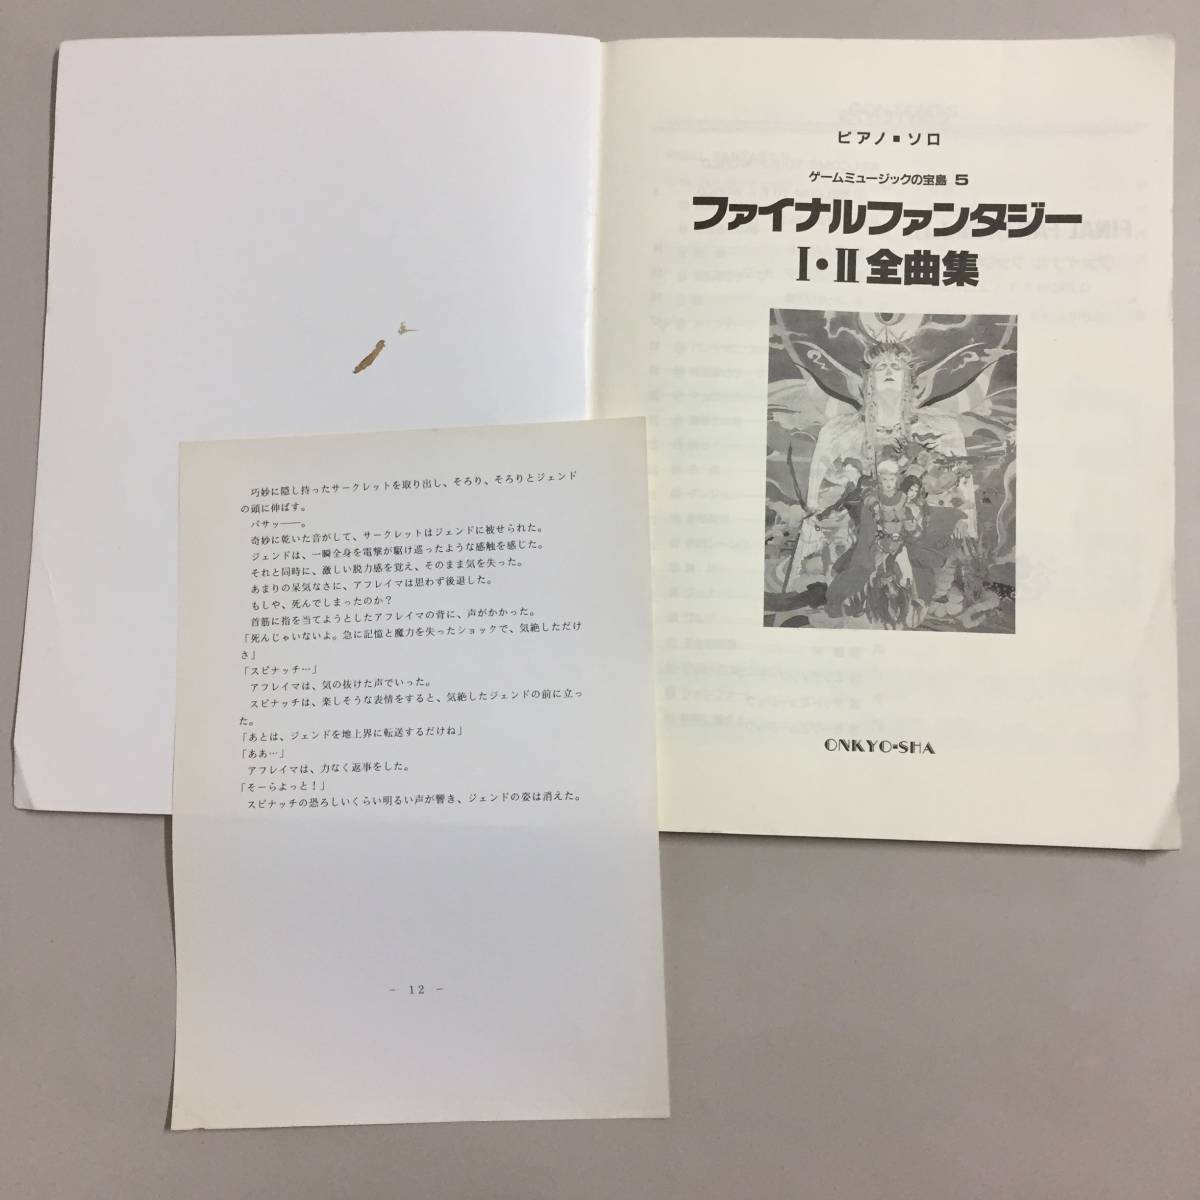 ピアノ■ソロ
ゲームミュージックの宝島 5
ファイナルファンタジー
I・II全曲集
ONKYO-SHA
巧妙に隠し持ったサークレットを取り出し、そろり、そろりとジェンド
の頭に伸ばす。
パサッ――。
奇妙に乾いた音がして、サークレットはジェンドに被せられた。
ジェンドは、一瞬全身を電撃が駆け巡ったような感触を感じた。
それと同時に、激しい脱力感を覚え、そのまま気を失った。
あまりの呆気なさに、アフレイマは思わず後退した。
もしや、死んでしまったのか?
首筋に指を当てようとしたアフレイマの背に、声がかかった。
「死んじゃいないよ。急に記憶と魔力を失ったショックで、気絶しただけ
さ」
「スピナッチ…」
アフレイマは、気の抜けた声でいった。
スピナッチは、楽しそうな表情をすると、気絶したジェンドの前に立っ
た。
「あとは、ジェンドを地上界に転送するだけね」
「ああ…」
アフレイマは、力なく返事をした。
「そーらよっと!」
スピナッチの恐ろしいくらい明るい声が響き、ジェンドの姿は消えた。
－ 12 －